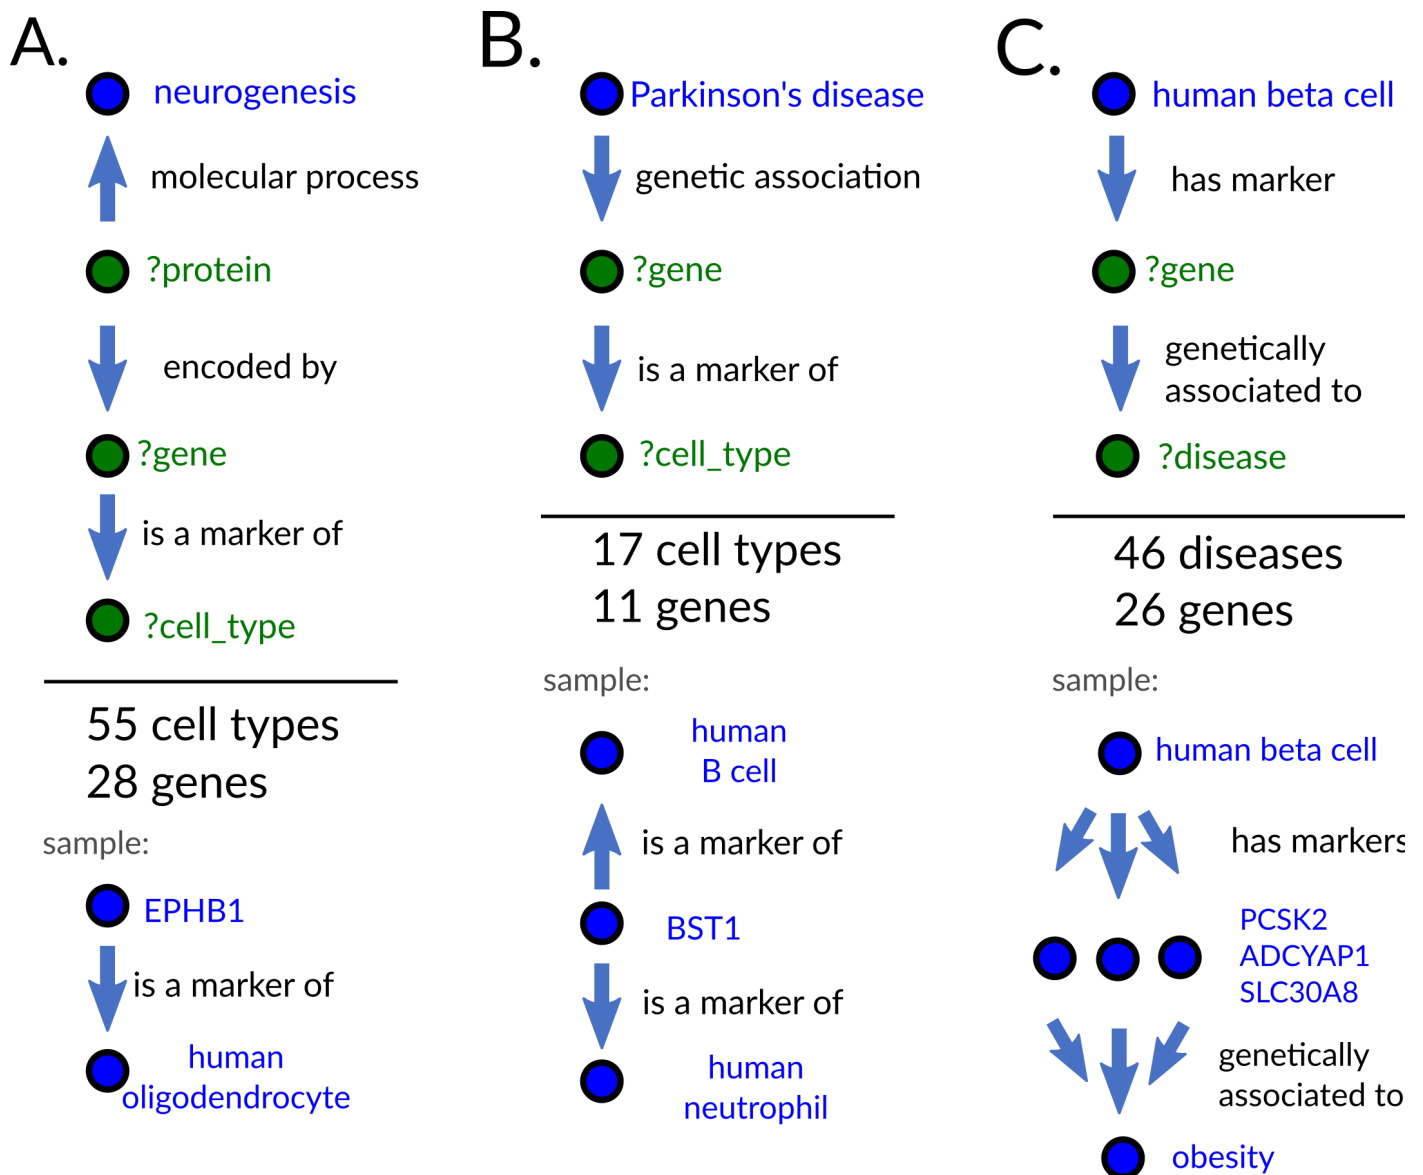 A.
neurogenesis
molecular process
?protein
encoded by
?gene
is a marker of
?cell_type
55 cell types
28 genes
sample:
EPHB1
is a marker of
human
oligodendrocyte
B.
Parkinson's disease
genetic association
?gene
is a marker of
?cell_type
17 cell types
11 genes
sample:
human
B cell
is a marker of
BST1
is a marker of
human
neutrophil
C.
human beta cell
has marker
?gene
genetically
associated to
?disease
46 diseases
26 genes
sample:
human beta cell
has markers
PCSK2
ADCYAP1
SLC30A8
genetically
associated to
obesity